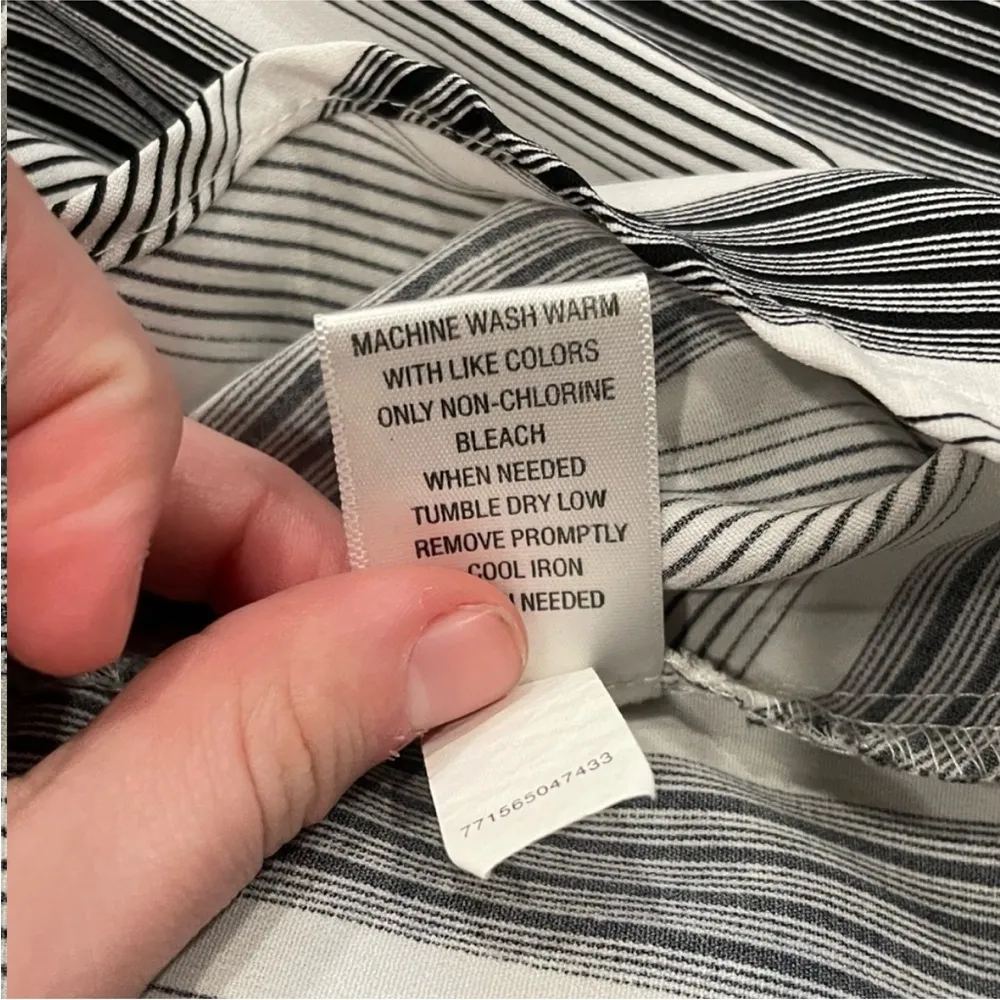 MACHINE WASH WARM
WITH LIKE COLORS
ONLY NON-CHLORINE
BLEACH
WHEN NEEDED
TUMBLE DRY LOW
REMOVE PROMPTLY
COOL IRON
NEEDED
771565047433